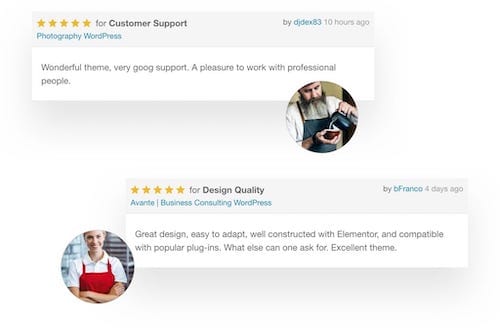 for Customer Support by djdex83 10 hours ago
Photography WordPress
Wonderful theme, very goog support. A pleasure to work with professional
people.
for Design Quality by bFranco 4 days ago
Avante | Business Consulting WordPress
Great design, easy to adapt, well constructed with Elementor, and compatible
with popular plug-ins. What else can one ask for. Excellent theme.